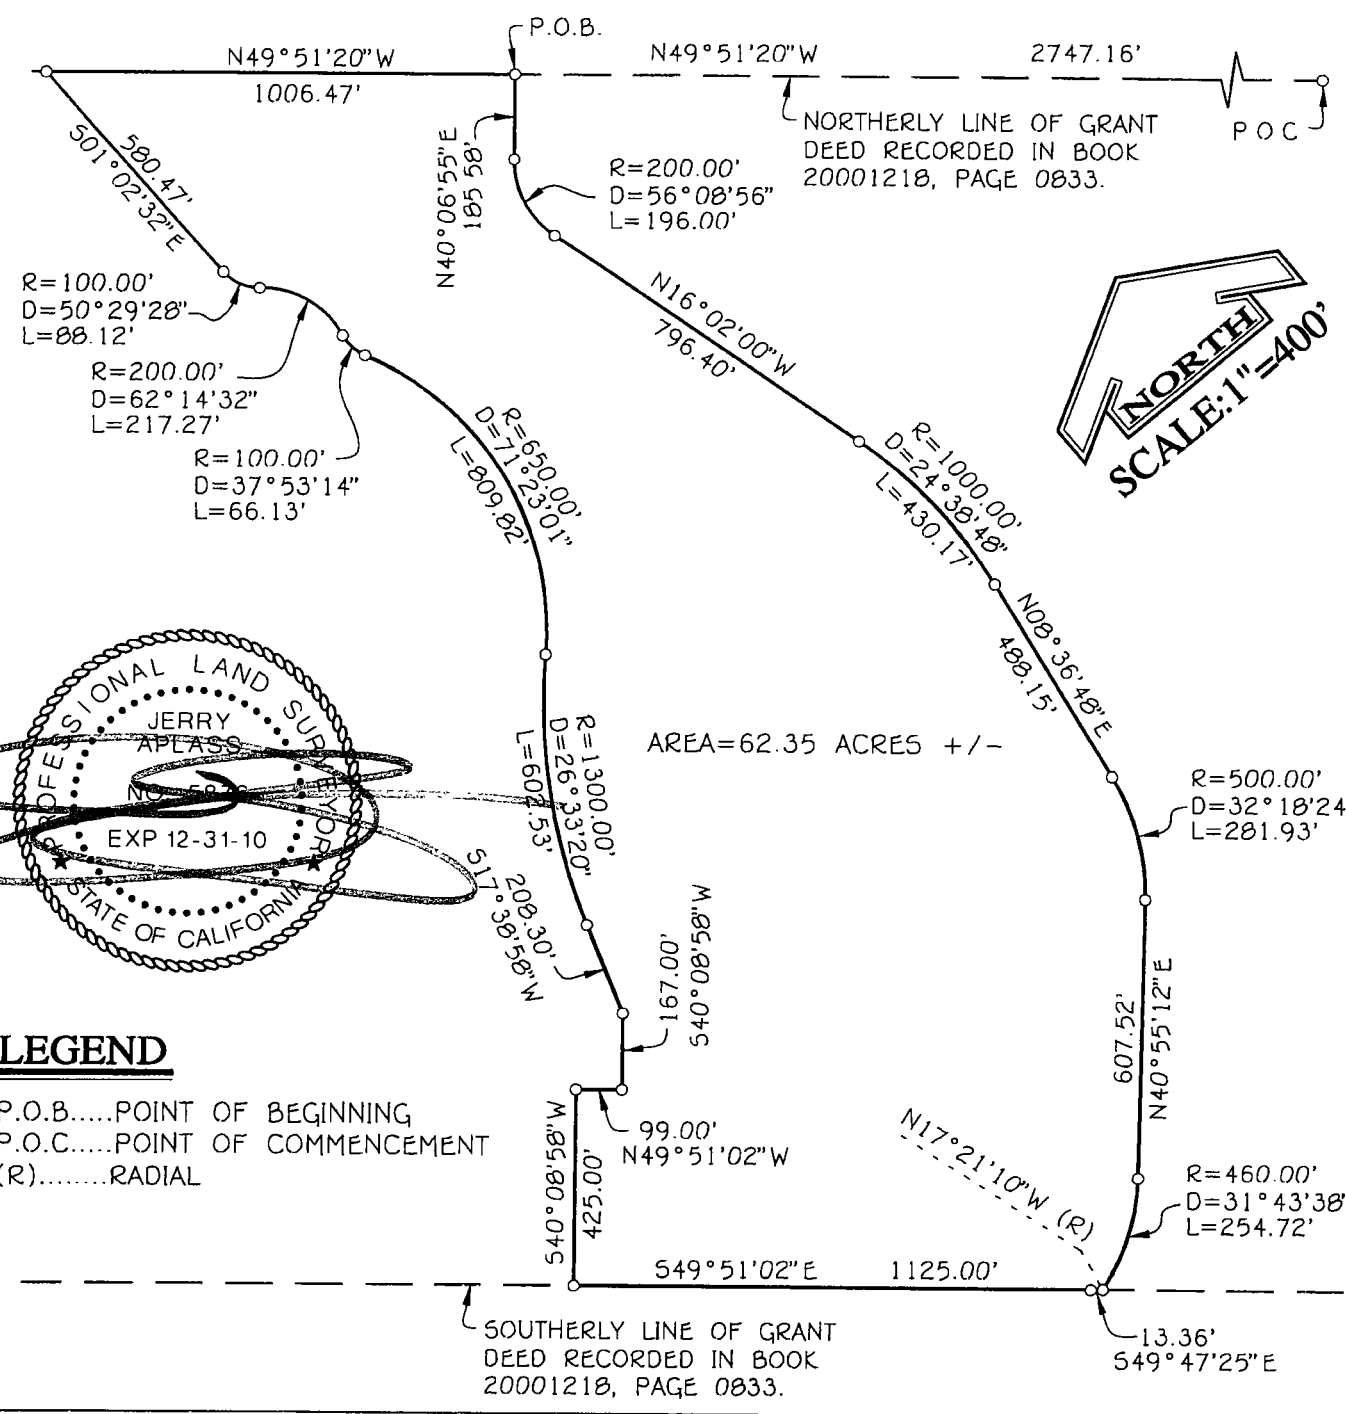 P.O.B.
N49°51'20"W
1006.47'
N49°51'20"W
2747.16'
NORTHERLY LINE OF GRANT
DEED RECORDED IN BOOK
20001218, PAGE 0833.
P O C
580.47'
S01°02'32"E
N40°06'55"E
185 58'
R=200.00'
D=56°08'56"
L=196.00'
N16°02'00"W
796.40'
NORTH
SCALE:1"=400'
R=100.00'
D=50°29'28"
L=88.12'
R=200.00'
D=62°14'32"
L=217.27'
R=100.00'
D=37°53'14"
L=66.13'
R=650.00'
D=71°23'01"
L=809.82'
R=1000.00'
D=24°38'48"
L=430.17'
N08°36'48"E
488.15'
PROFESSIONAL LAND SURVEYOR
JERRY
APLASS
NO.
EXP 12-31-10
STATE OF CALIFORNIA
R=1300.00'
D=26°33'20"
L=602.53'
AREA=62.35 ACRES +/-
R=500.00'
D=32°18'24
L=281.93'
208.30'
S17°38'58"W
167.00'
S40°08'58"W
607.52'
N40°55'12"E
LEGEND
P.O.B.....POINT OF BEGINNING
P.O.C.....POINT OF COMMENCEMENT
(R)........RADIAL
99.00'
N49°51'02"W
S40°08'58"W
425.00'
N17°21'10"W (R)
R=460.00'
D=31°43'38"
L=254.72'
S49°51'02"E
1125.00'
SOUTHERLY LINE OF GRANT
DEED RECORDED IN BOOK
20001218, PAGE 0833.
13.36'
S49°47'25"E